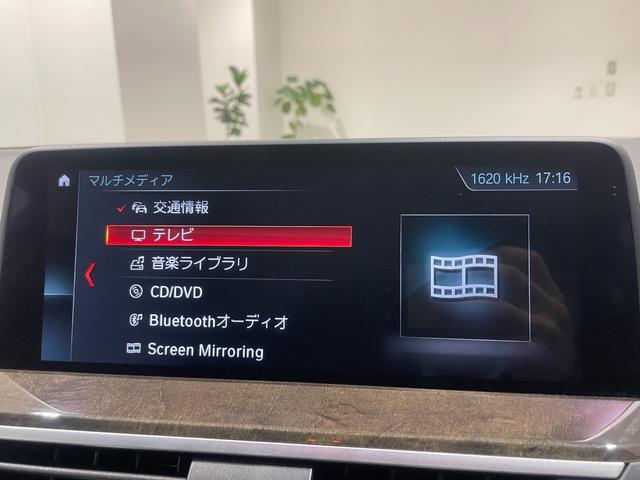 マルチメディア
1620 kHz 17:16
交通情報
テレビ
音楽ライブラリ
CD/DVD
Bluetoothオーディオ
Screen Mirroring